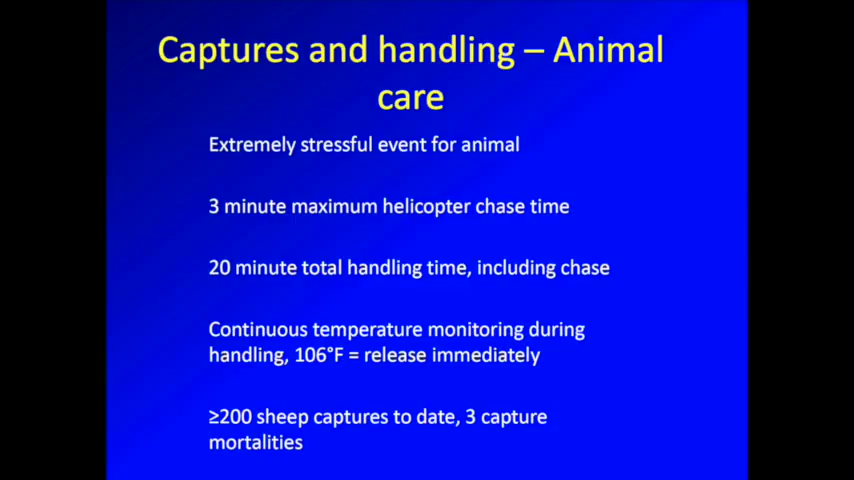 Captures and handling – Animal
care
Extremely stressful event for animal
3 minute maximum helicopter chase time
20 minute total handling time, including chase
Continuous temperature monitoring during
handling, 106°F = release immediately
≥200 sheep captures to date, 3 capture
mortalities